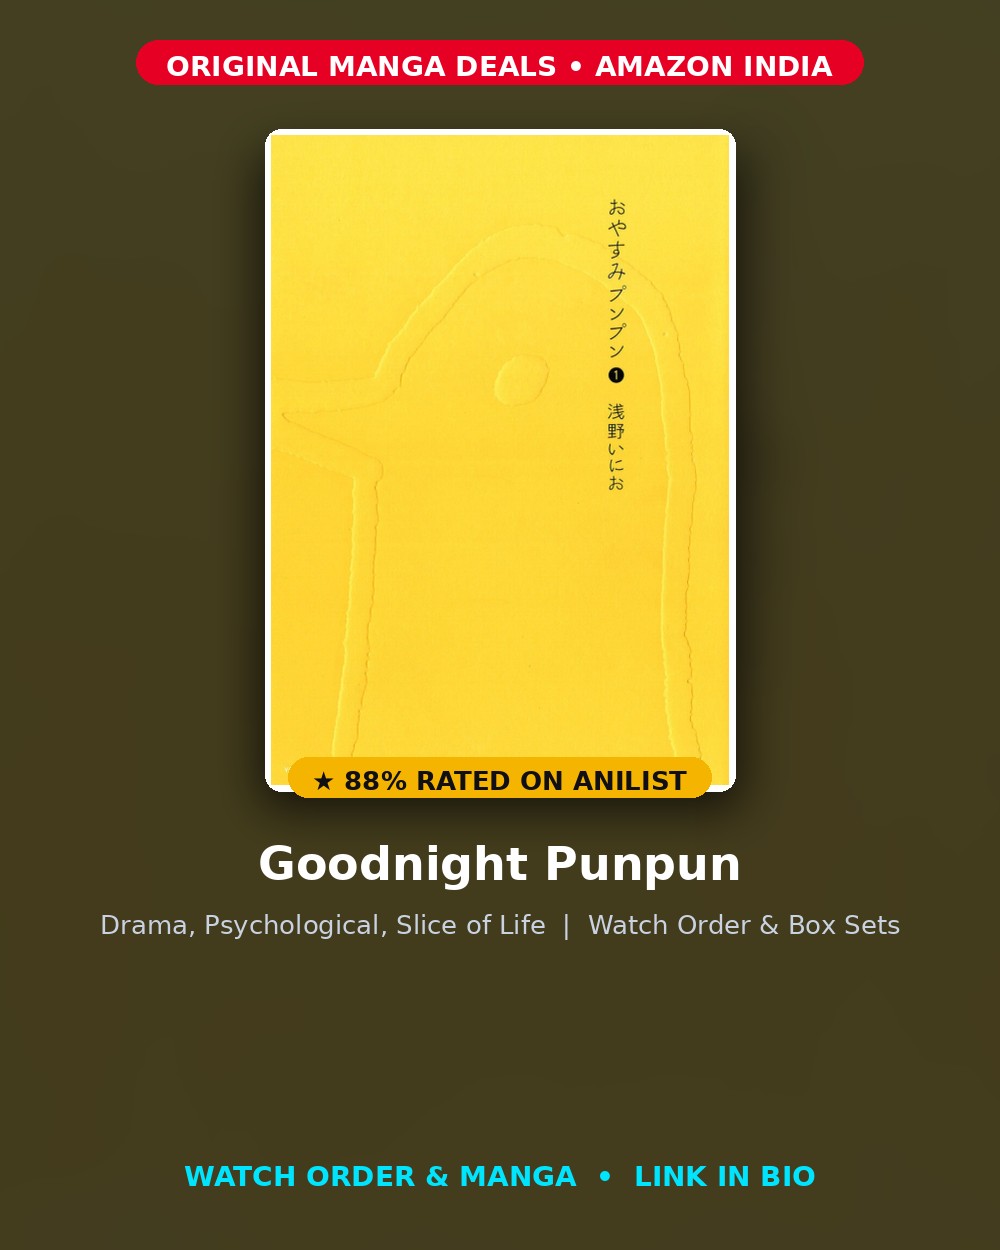 ORIGINAL MANGA DEALS • AMAZON INDIA
おやすみプンプン❶ 浅野いにお
★ 88% RATED ON ANILIST
Goodnight Punpun
Drama, Psychological, Slice of Life | Watch Order & Box Sets
WATCH ORDER & MANGA • LINK IN BIO